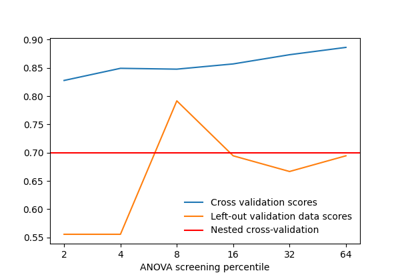 0.90
0.85
0.80
0.75
0.70
0.65
0.60
0.55
Cross validation scores
Left-out validation data scores
Nested cross-validation
2 4 8 16 32 64
ANOVA screening percentile